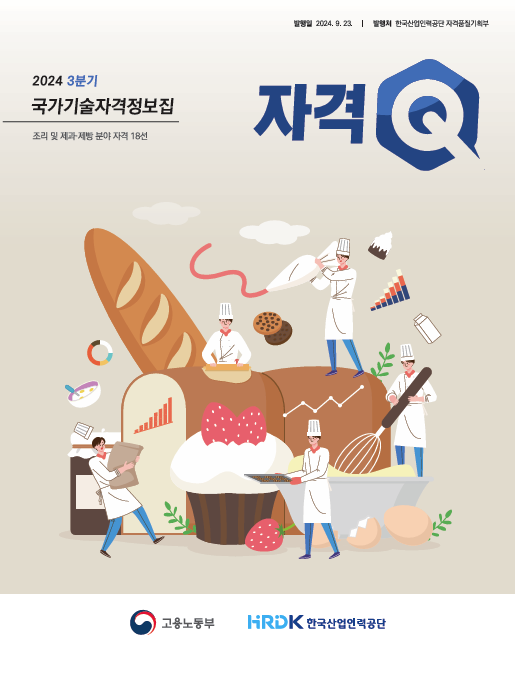 발행일 2024. 9. 23. | 발행처 한국산업인력공단 자격품질기획부
2024 3분기
국가기술자격정보집
조리 및 제과·제빵 분야 자격 18선
자격Q
고용노동부
HRDK 한국산업인력공단